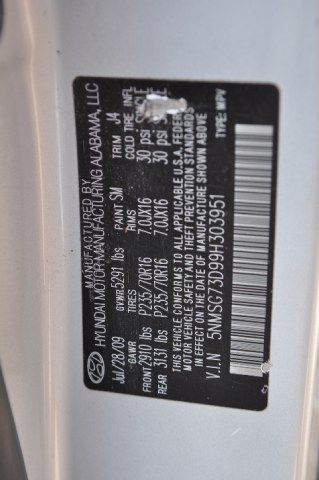 MANUFACTURED BY
HYUNDAI MOTOR MANUFACTURING ALABAMA, LLC
Jul/28/09 GVWR 5291 lbs PAINT SM TRIM J4
GAWR TIRES RIMS COLD TIRE INFL
FRONT 2910 lbs P235/70R16 7.0JX16 30 psi SINGLE
REAR 3131 lbs P235/70R16 7.0JX16 30 psi
THIS VEHICLE CONFORMS TO ALL APPLICABLE U.S.A. FEDERAL
MOTOR VEHICLE SAFETY AND THEFT PREVENTION STANDARDS
IN EFFECT ON THE DATE OF MANUFACTURE SHOWN ABOVE
V.I.N 5NMSG73D99H303951 TYPE: MPV